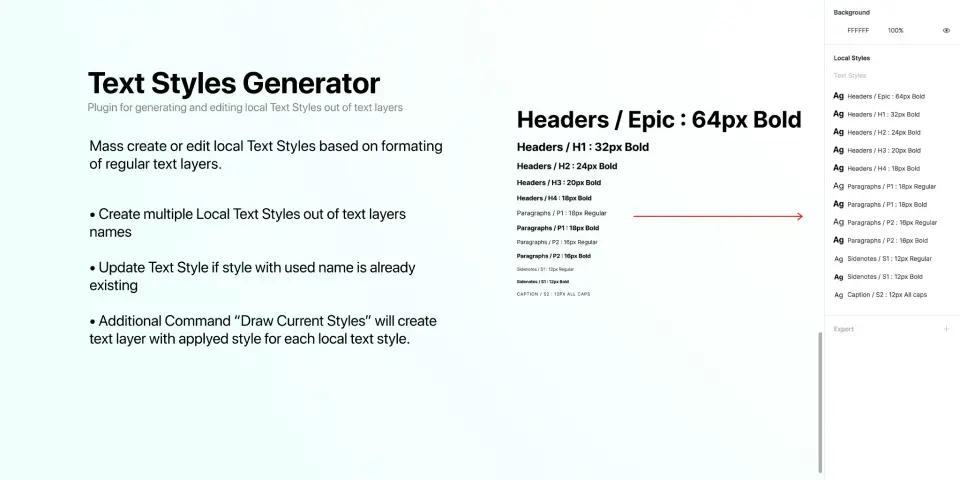 Text Styles Generator
Plugin for generating and editing local Text Styles out of text layers
Mass create or edit local Text Styles based on formating
of regular text layers.
• Create multiple Local Text Styles out of text layers
names
• Update Text Style if style with used name is already
existing
• Additional Command “Draw Current Styles” will create
text layer with applyed style for each local text style.
Headers / Epic : 64px Bold
Headers / H1 : 32px Bold
Headers / H2 : 24px Bold
Headers / H3 : 20px Bold
Headers / H4 : 18px Bold
Paragraphs / P1 : 18px Regular
Paragraphs / P1 : 18px Bold
Paragraphs / P2 : 16px Regular
Paragraphs / P2 : 16px Bold
Sidenotes / S1 : 12px Regular
Sidenotes / S1 : 12px Bold
CAPTION / S2 : 12PX ALL CAPS
Background
FFFFFF 100%
Local Styles
Text Styles
Ag Headers / Epic : 64px Bold
Ag Headers / H1 : 32px Bold
Ag Headers / H2 : 24px Bold
Ag Headers / H3 : 20px Bold
Ag Headers / H4 : 18px Bold
Ag Paragraphs / P1 : 18px Regular
Ag Paragraphs / P1 : 18px Bold
Ag Paragraphs / P2 : 16px Regular
Ag Paragraphs / P2 : 16px Bold
Ag Sidenotes / S1 : 12px Regular
Ag Sidenotes / S1 : 12px Bold
Ag Caption / S2 : 12px All caps
Export